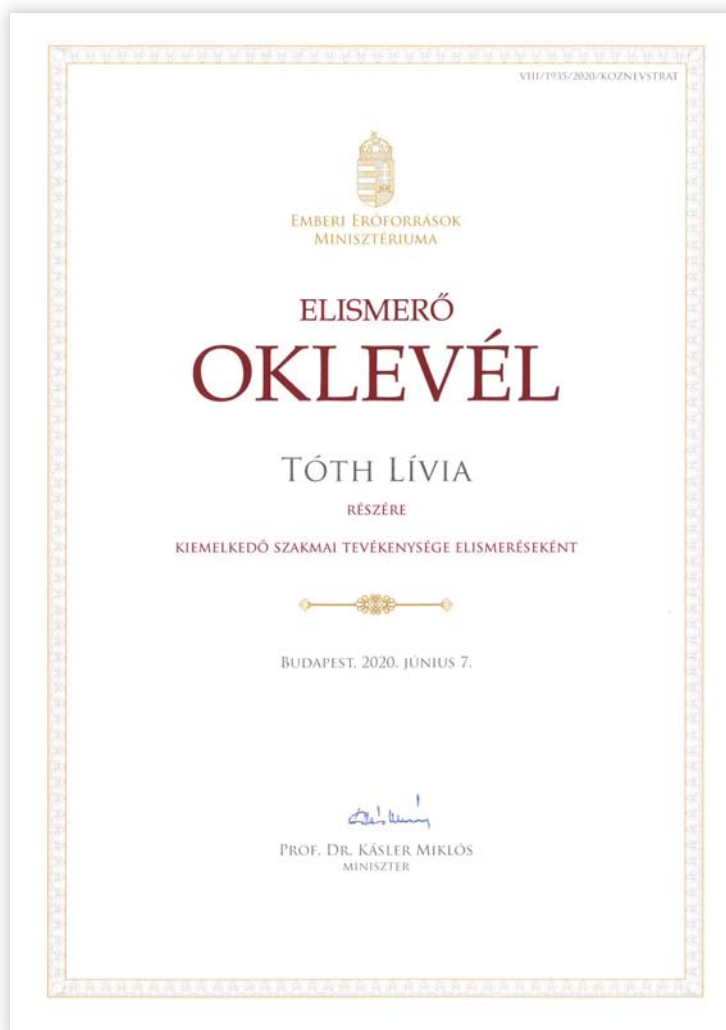 VIII/1935/2020/KOZNEVSTRAT
EMBERI ERŐFORRÁSOK
MINISZTÉRIUMA
ELISMERŐ
OKLEVÉL
TÓTH LÍVIA
RÉSZÉRE
KIEMELKEDŐ SZAKMAI TEVÉKENYSÉGE ELISMERÉSEKÉNT
BUDAPEST, 2020. JÚNIUS 7.
PROF. DR. KÁSLER MIKLÓS
MINISZTER